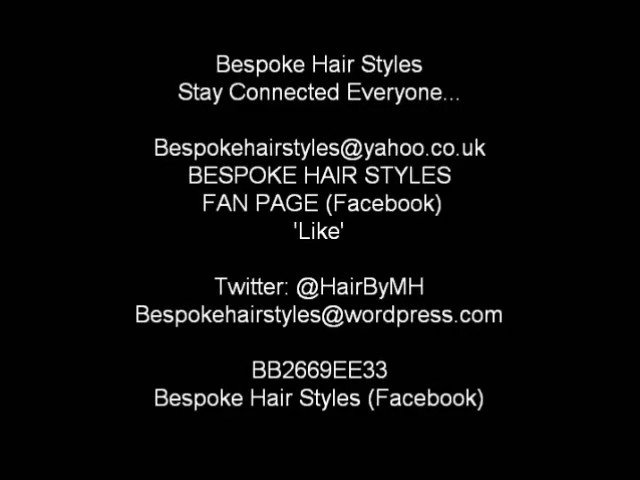 Bespoke Hair Styles
Stay Connected Everyone...
Bespokehairstyles@yahoo.co.uk
BESPOKE HAIR STYLES
FAN PAGE (Facebook)
'Like'
Twitter: @HairByMH
Bespokehairstyles@wordpress.com
BB2669EE33
Bespoke Hair Styles (Facebook)